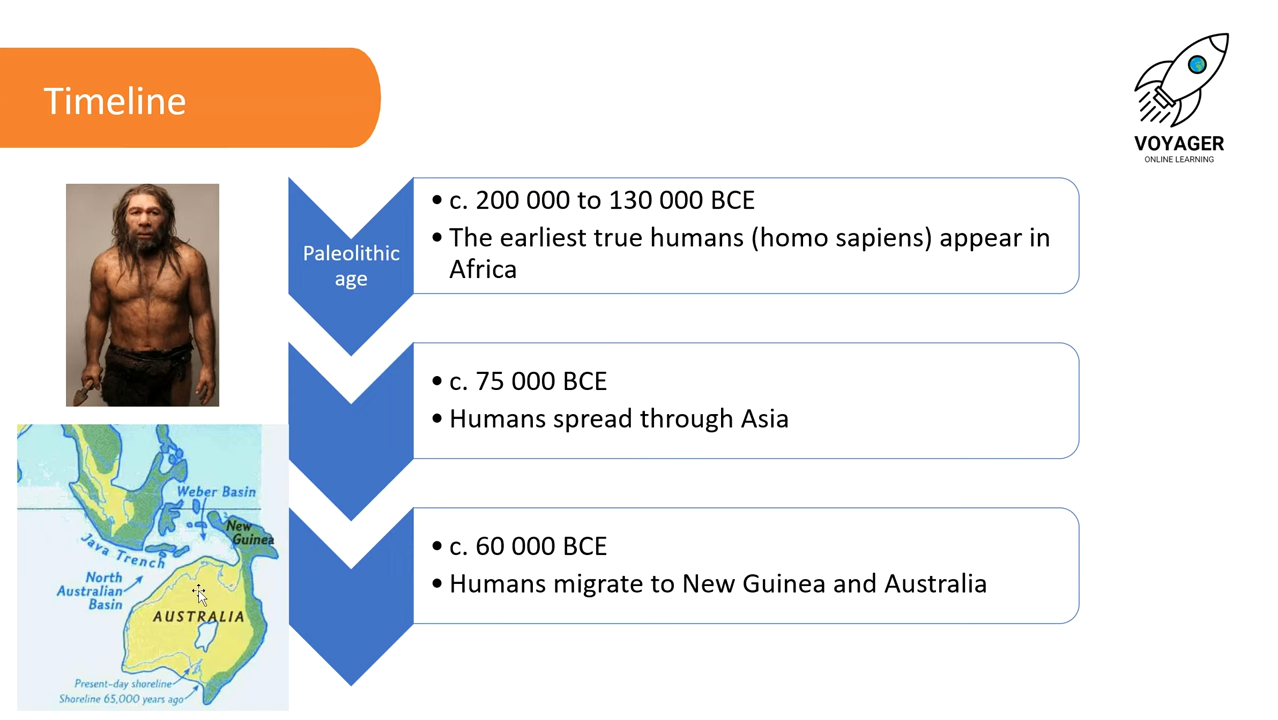 Timeline
VOYAGER
ONLINE LEARNING
Paleolithic
age
• c. 200 000 to 130 000 BCE
• The earliest true humans (homo sapiens) appear in
Africa
• c. 75 000 BCE
• Humans spread through Asia
• c. 60 000 BCE
• Humans migrate to New Guinea and Australia
Weber Basin
New
Guinea
Java Trench
North
Australian
Basin
AUSTRALIA
Present-day shoreline
Shoreline 65,000 years ago